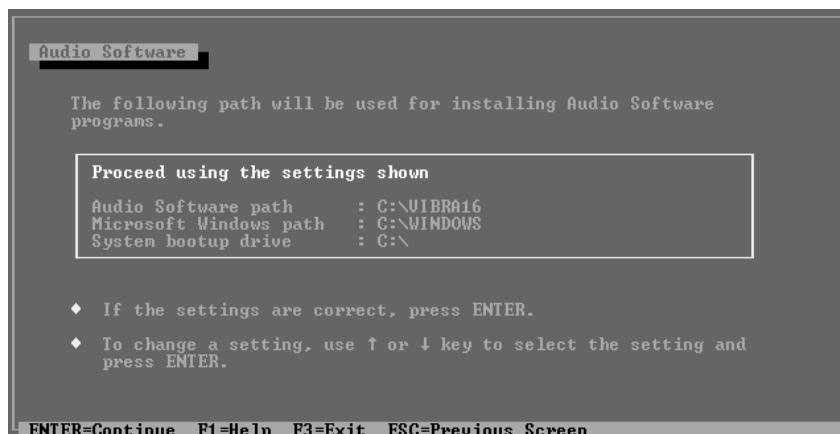 Audio Software
The following path will be used for installing Audio Software
programs.
Proceed using the settings shown
Audio Software path : C:\VIBRA16
Microsoft Windows path : C:\WINDOWS
System bootup drive : C:\
♦ If the settings are correct, press ENTER.
♦ To change a setting, use ↑ or ↓ key to select the setting and
press ENTER.
ENTER=Continue F1=Help F3=Exit ESC=Previous Screen